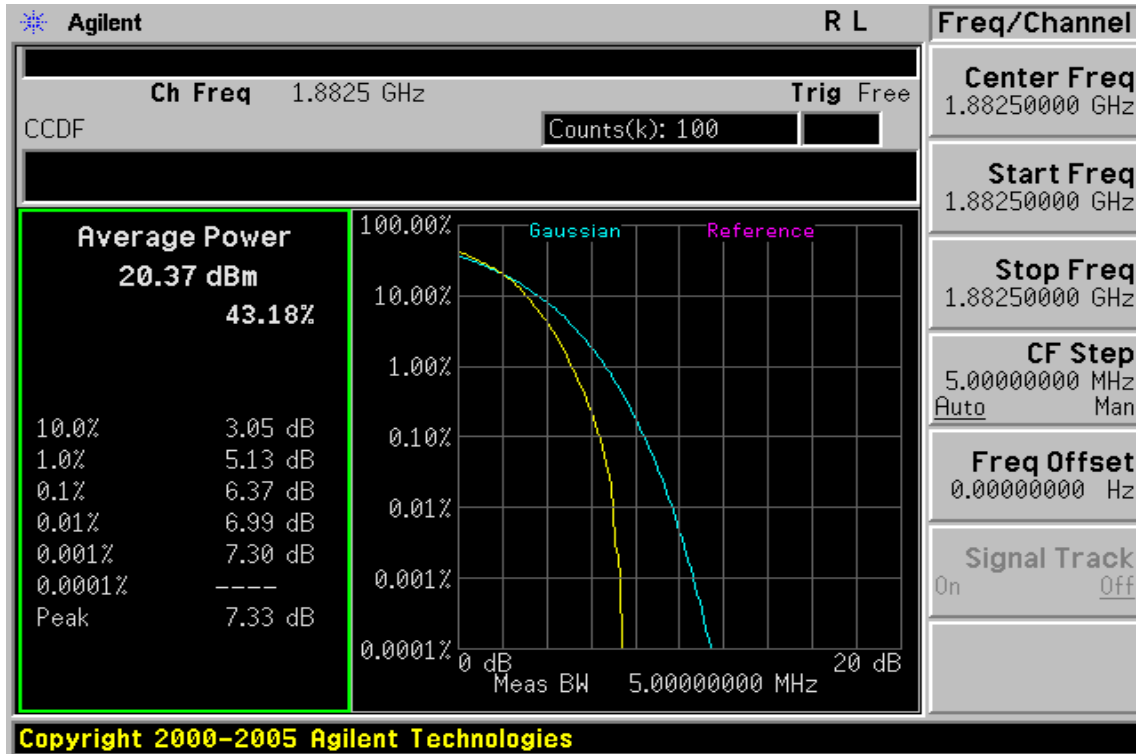 Agilent R L
Ch Freq 1.8825 GHz Trig Free
CCDF Counts(k): 100
Average Power
20.37 dBm
43.18%
10.0% 3.05 dB
1.0% 5.13 dB
0.1% 6.37 dB
0.01% 6.99 dB
0.001% 7.30 dB
0.0001% ----
Peak 7.33 dB
Gaussian Reference
100.00%
10.00%
1.00%
0.10%
0.01%
0.001%
0.0001%
0 dB 20 dB
Meas BW 5.00000000 MHz
Freq/Channel
Center Freq
1.88250000 GHz
Start Freq
1.88250000 GHz
Stop Freq
1.88250000 GHz
CF Step
5.00000000 MHz
Auto Man
Freq Offset
0.00000000 Hz
Signal Track
On Off
Copyright 2000-2005 Agilent Technologies